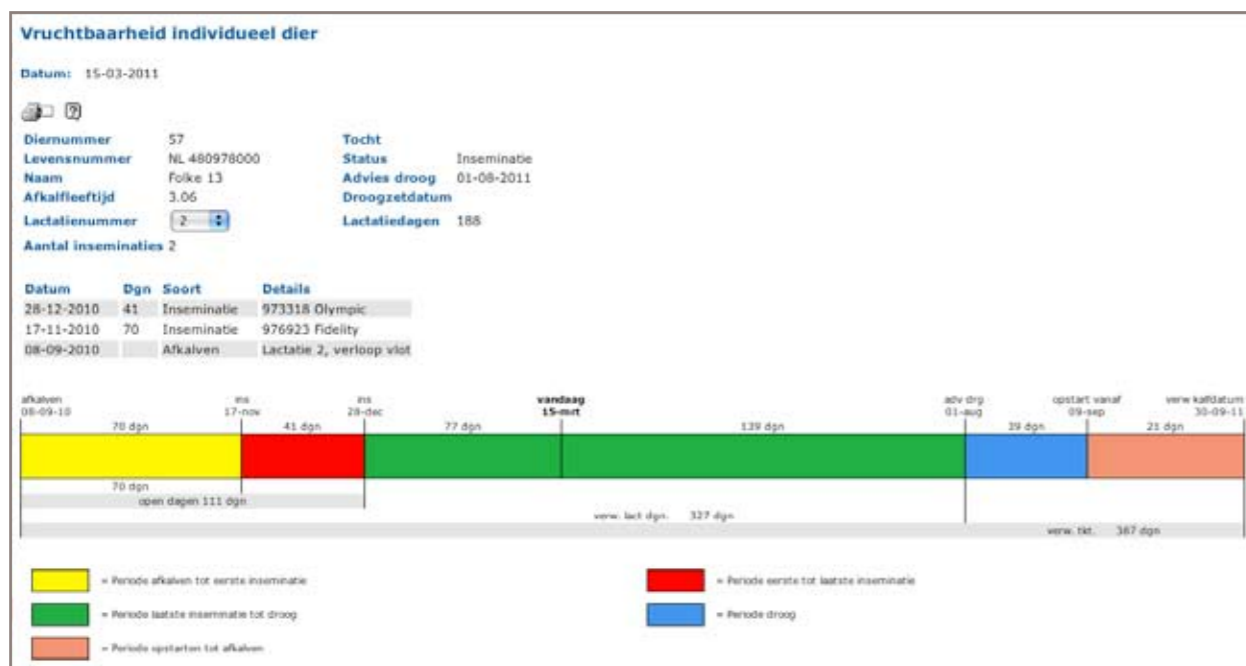 Vruchtbaarheid individueel dier
Datum: 15-03-2011
Diernummer 57 Tocht
Levensnummer NL 480978000 Status Inseminatie
Naam Folke 13 Advies droog 01-08-2011
Afkalfleeftijd 3.06 Droogzetdatum
Lactatienummer 2 Lactatiedagen 188
Aantal inseminaties 2
Datum Dgn Soort Details
28-12-2010 41 Inseminatie 973318 Olympic
17-11-2010 70 Inseminatie 976923 Fidelity
08-09-2010 Afkalven Lactatie 2, verloop vlot
afkalven ins ins vandaag adv drg opstart vanaf verw kalfdatum
08-09-10 17-nov 28-dec 15-mrt 01-aug 09-sep 30-09-11
70 dgn 41 dgn 77 dgn 139 dgn 39 dgn 21 dgn
70 dgn
open dagen 111 dgn
verw. lact dgn. 327 dgn
verw. tkt. 387 dgn
= Periode afkalven tot eerste inseminatie = Periode eerste tot laatste inseminatie
= Periode laatste inseminatie tot droog = Periode droog
= Periode opstarten tot afkalven